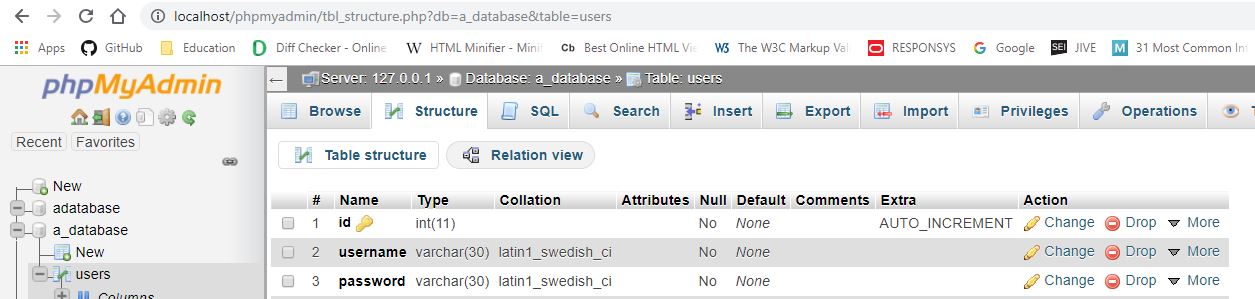 localhost/phpmyadmin/tbl_structure.php?db=a_database&table=users
Apps GitHub Education Diff Checker - Online HTML Minifier - Mini Cb Best Online HTML Vie W3 The W3C Markup Val RESPONSYS Google SEI JIVE M 31 Most Common In
phpMyAdmin
Server: 127.0.0.1 » Database: a_database » Table: users
Browse Structure SQL Search Insert Export Import Privileges Operations T
Recent Favorites
Table structure Relation view
New
adatabase
a_database
New
users
Columns
# Name Type Collation Attributes Null Default Comments Extra Action
1 id int(11) No None AUTO_INCREMENT Change Drop More
2 username varchar(30) latin1_swedish_ci No None Change Drop More
3 password varchar(30) latin1_swedish_ci No None Change Drop More